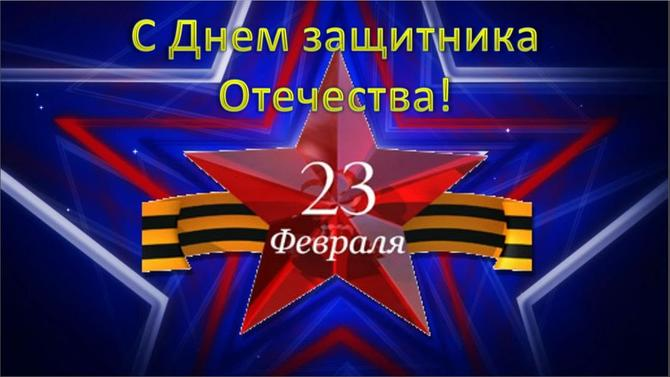 С Днем защитника
Отечества!
23
Февраля